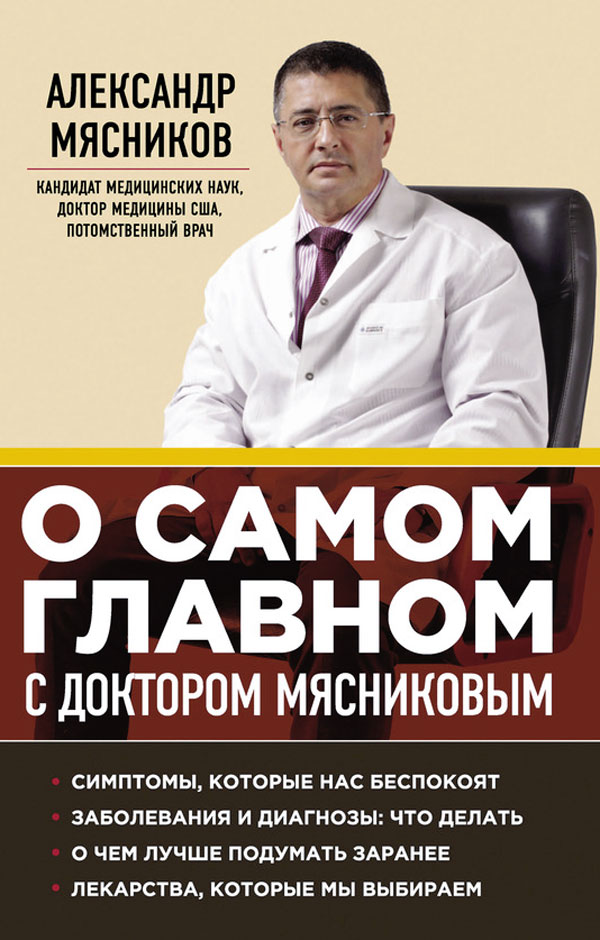 АЛЕКСАНДР
МЯСНИКОВ
КАНДИДАТ МЕДИЦИНСКИХ НАУК,
ДОКТОР МЕДИЦИНЫ США,
ПОТОМСТВЕННЫЙ ВРАЧ
О САМОМ
ГЛАВНОМ
С ДОКТОРОМ МЯСНИКОВЫМ
• СИМПТОМЫ, КОТОРЫЕ НАС БЕСПОКОЯТ
• ЗАБОЛЕВАНИЯ И ДИАГНОЗЫ: ЧТО ДЕЛАТЬ
• О ЧЕМ ЛУЧШЕ ПОДУМАТЬ ЗАРАНЕЕ
• ЛЕКАРСТВА, КОТОРЫЕ МЫ ВЫБИРАЕМ